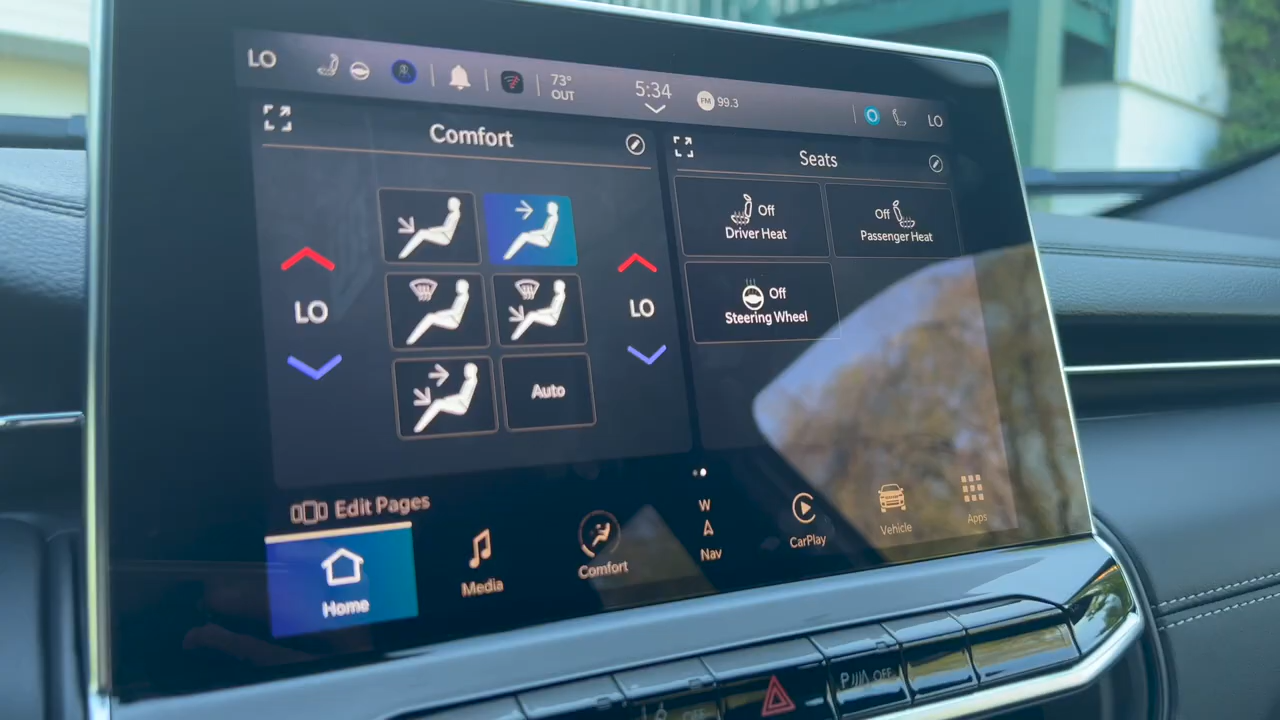 LO
73°
OUT
5:34
FM 99.3
LO
Comfort
Seats
LO
LO
Auto
Off
Driver Heat
Off
Passenger Heat
Off
Steering Wheel
Edit Pages
Home
Media
Comfort
W
Nav
CarPlay
Vehicle
Apps
OFF